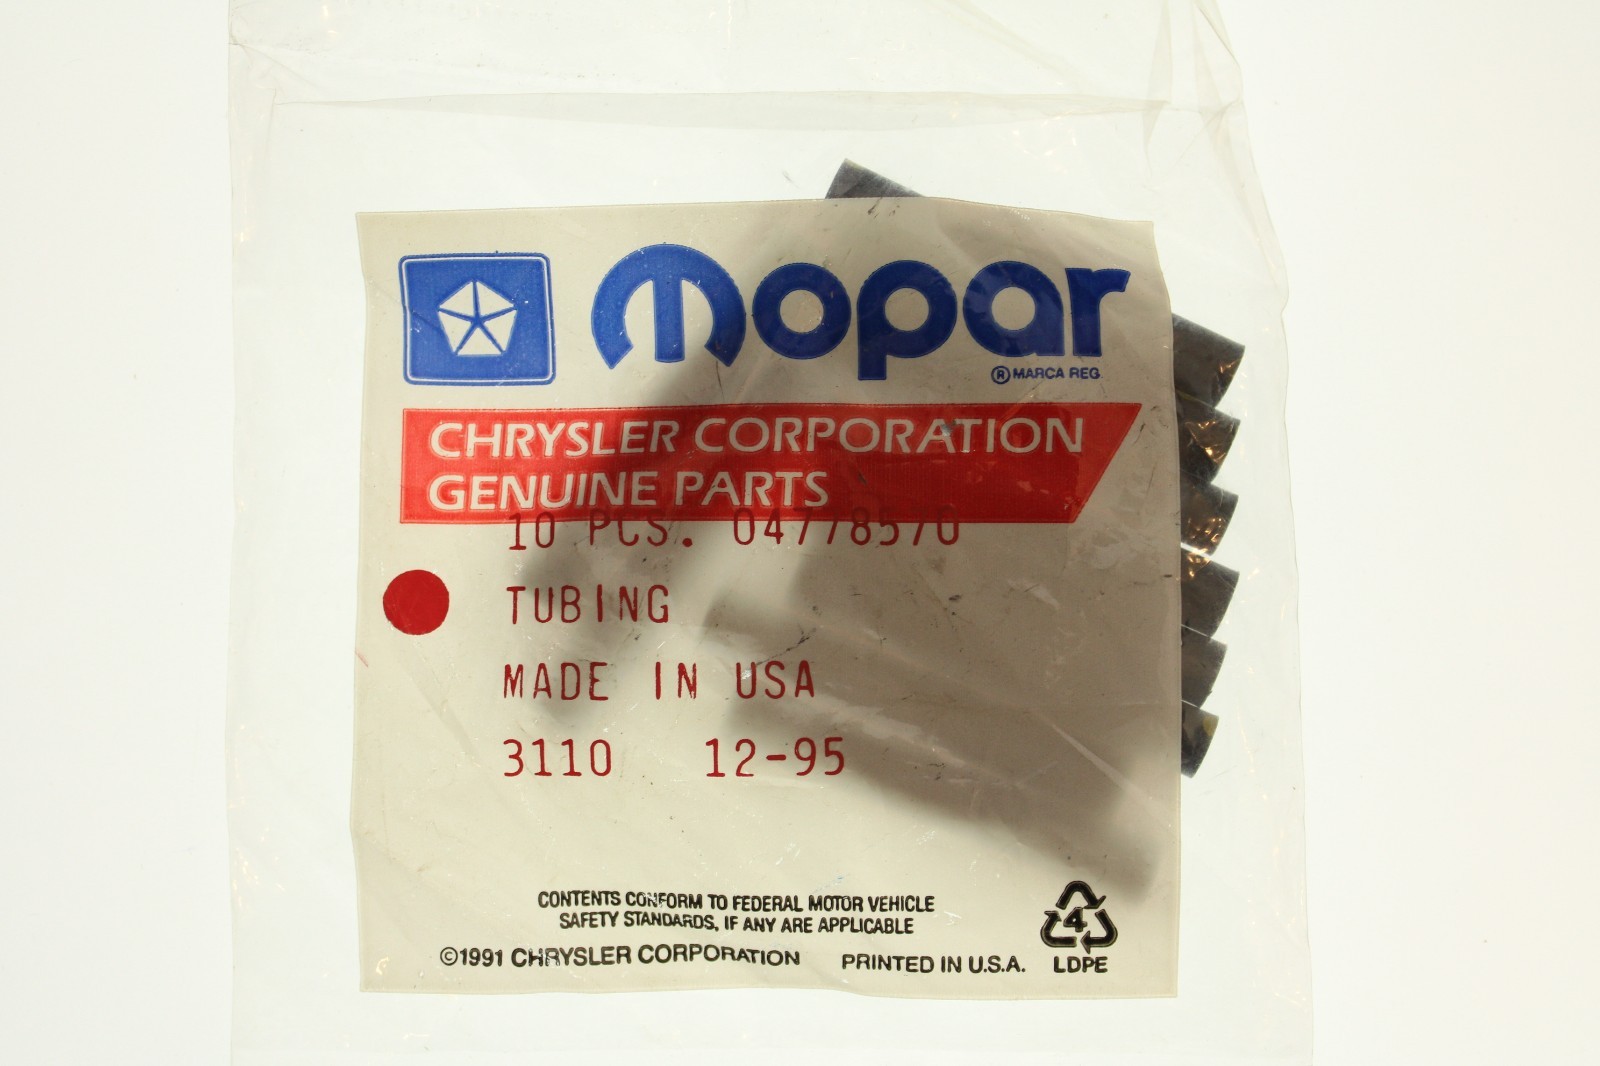 mopar
® MARCA REG.
CHRYSLER CORPORATION
GENUINE PARTS
10 PCS. 04778570
TUBING
MADE IN USA
3110 12-95
CONTENTS CONFORM TO FEDERAL MOTOR VEHICLE
SAFETY STANDARDS, IF ANY ARE APPLICABLE
©1991 CHRYSLER CORPORATION PRINTED IN U.S.A.
4
LDPE